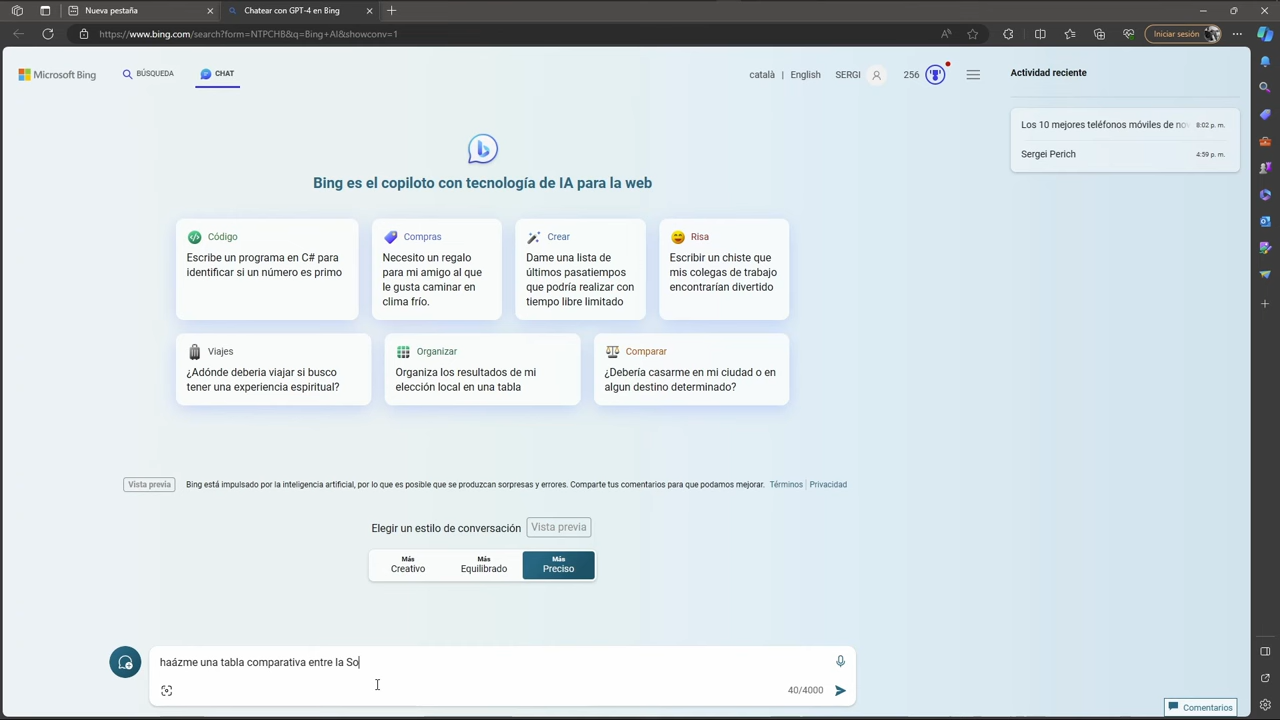 Nueva pestaña
Chatear con GPT-4 en Bing
https://www.bing.com/search?form=NTPCHB&q=Bing+AI&showconv=1
Iniciar sesión
Microsoft Bing
BÚSQUEDA
CHAT
català | English
SERGI
256
Actividad reciente
Los 10 mejores teléfonos móviles de
8:02 p. m.
Sergei Perich
4:59 p. m.
Bing es el copiloto con tecnología de IA para la web
Código
Escribe un programa en C# para
identificar si un número es primo
Compras
Necesito un regalo
para mi amigo al que
le gusta caminar en
clima frío.
Crear
Dame una lista de
últimos pasatiempos
que podría realizar con
tiempo libre limitado
Risa
Escribir un chiste que
mis colegas de trabajo
encontrarían divertido
Viajes
¿Adónde deberia viajar si busco
tener una experiencia espiritual?
Organizar
Organiza los resultados de mi
elección local en una tabla
Comparar
¿Debería casarme en mi ciudad o en
algun destino determinado?
Vista previa
Bing está impulsado por la inteligencia artificial, por lo que es posible que se produzcan sorpresas y errores. Comparte tus comentarios para que podamos mejorar. Términos | Privacidad
Elegir un estilo de conversación Vista previa
Más
Creativo
Más
Equilibrado
Más
Preciso
haázme una tabla comparativa entre la So
40/4000
Comentarios